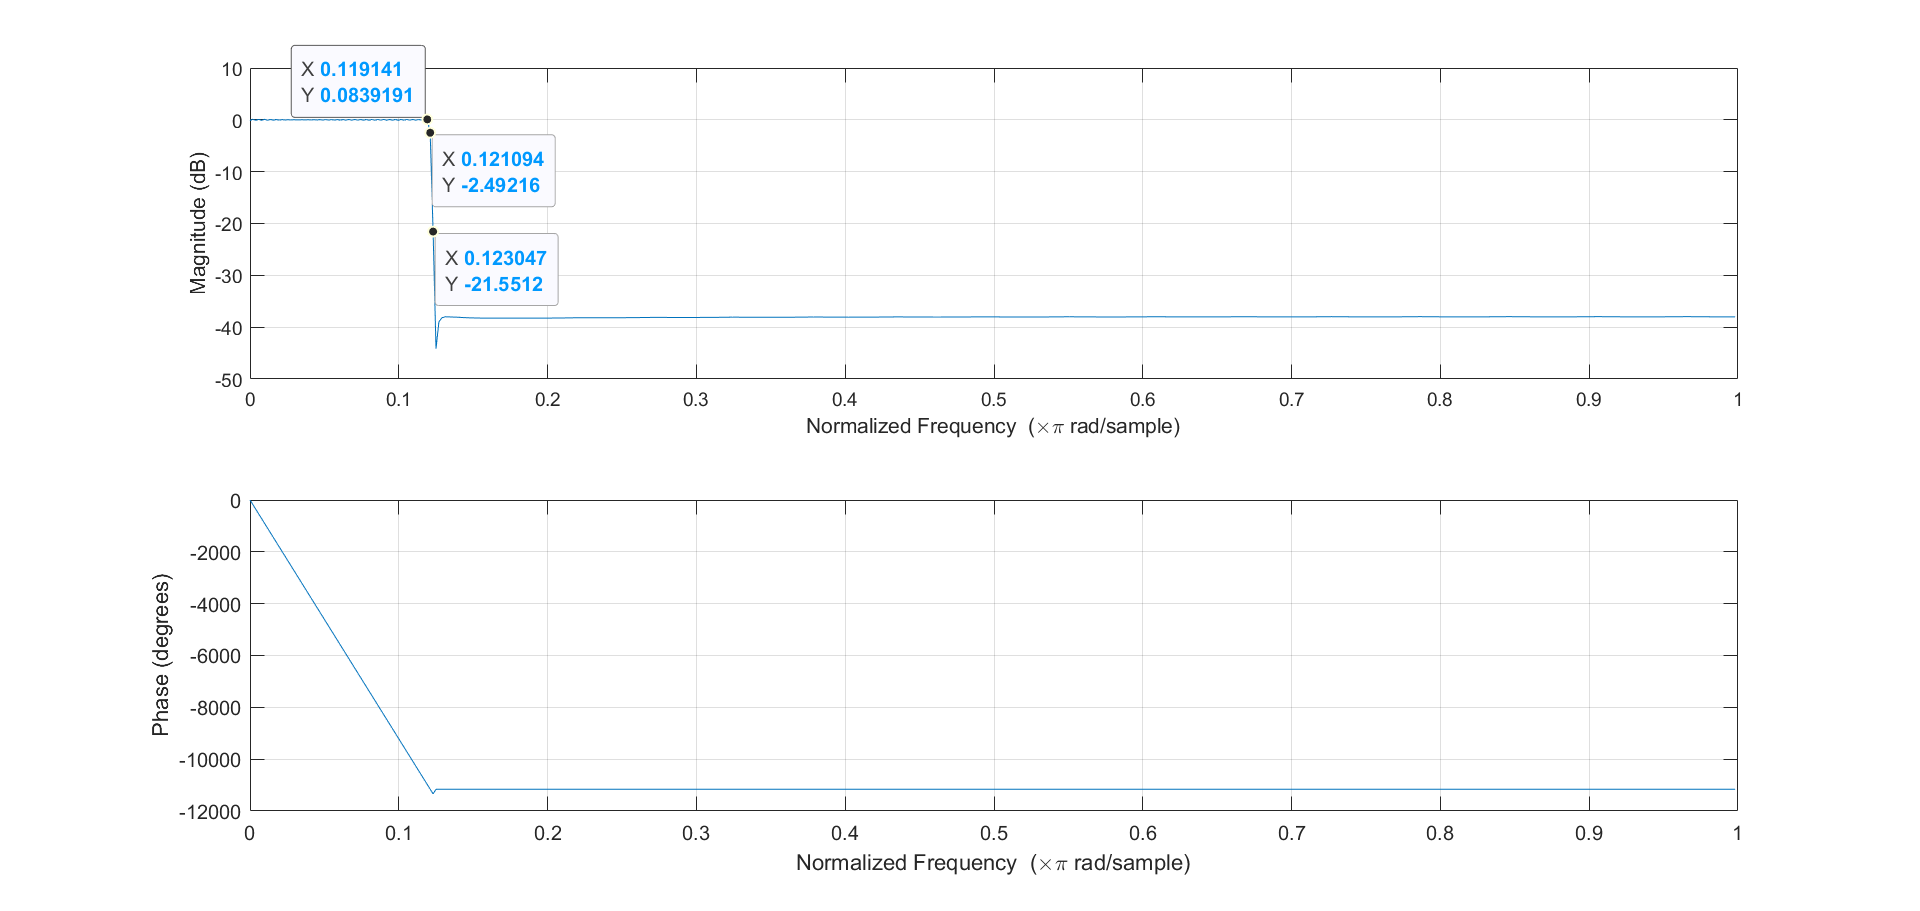 X 0.119141
Y 0.0839191
X 0.121094
Y -2.49216
X 0.123047
Y -21.5512
10
0
-10
-20
-30
-40
-50
Magnitude (dB)
0 0.1 0.2 0.3 0.4 0.5 0.6 0.7 0.8 0.9 1
Normalized Frequency (×π rad/sample)
0
-2000
-4000
-6000
-8000
-10000
-12000
Phase (degrees)
0 0.1 0.2 0.3 0.4 0.5 0.6 0.7 0.8 0.9 1
Normalized Frequency (×π rad/sample)